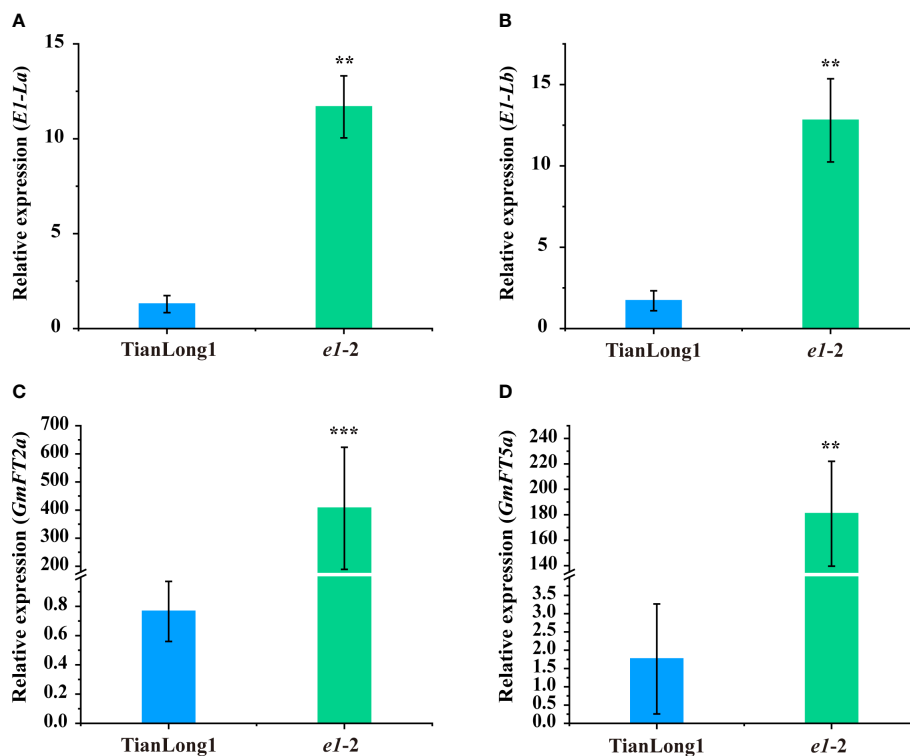 A
Relative expression (E1-La)
15
10
5
0
**
TianLong1
e1-2
B
Relative expression (E1-Lb)
15
10
5
0
**
TianLong1
e1-2
C
Relative expression (GmFT2a)
700
600
500
400
300
200
0.8
0.6
0.4
0.2
0.0
***
TianLong1
e1-2
D
Relative expression (GmFT5a)
240
220
200
180
160
140
3.5
3.0
2.5
2.0
1.5
1.0
0.5
0.0
**
TianLong1
e1-2